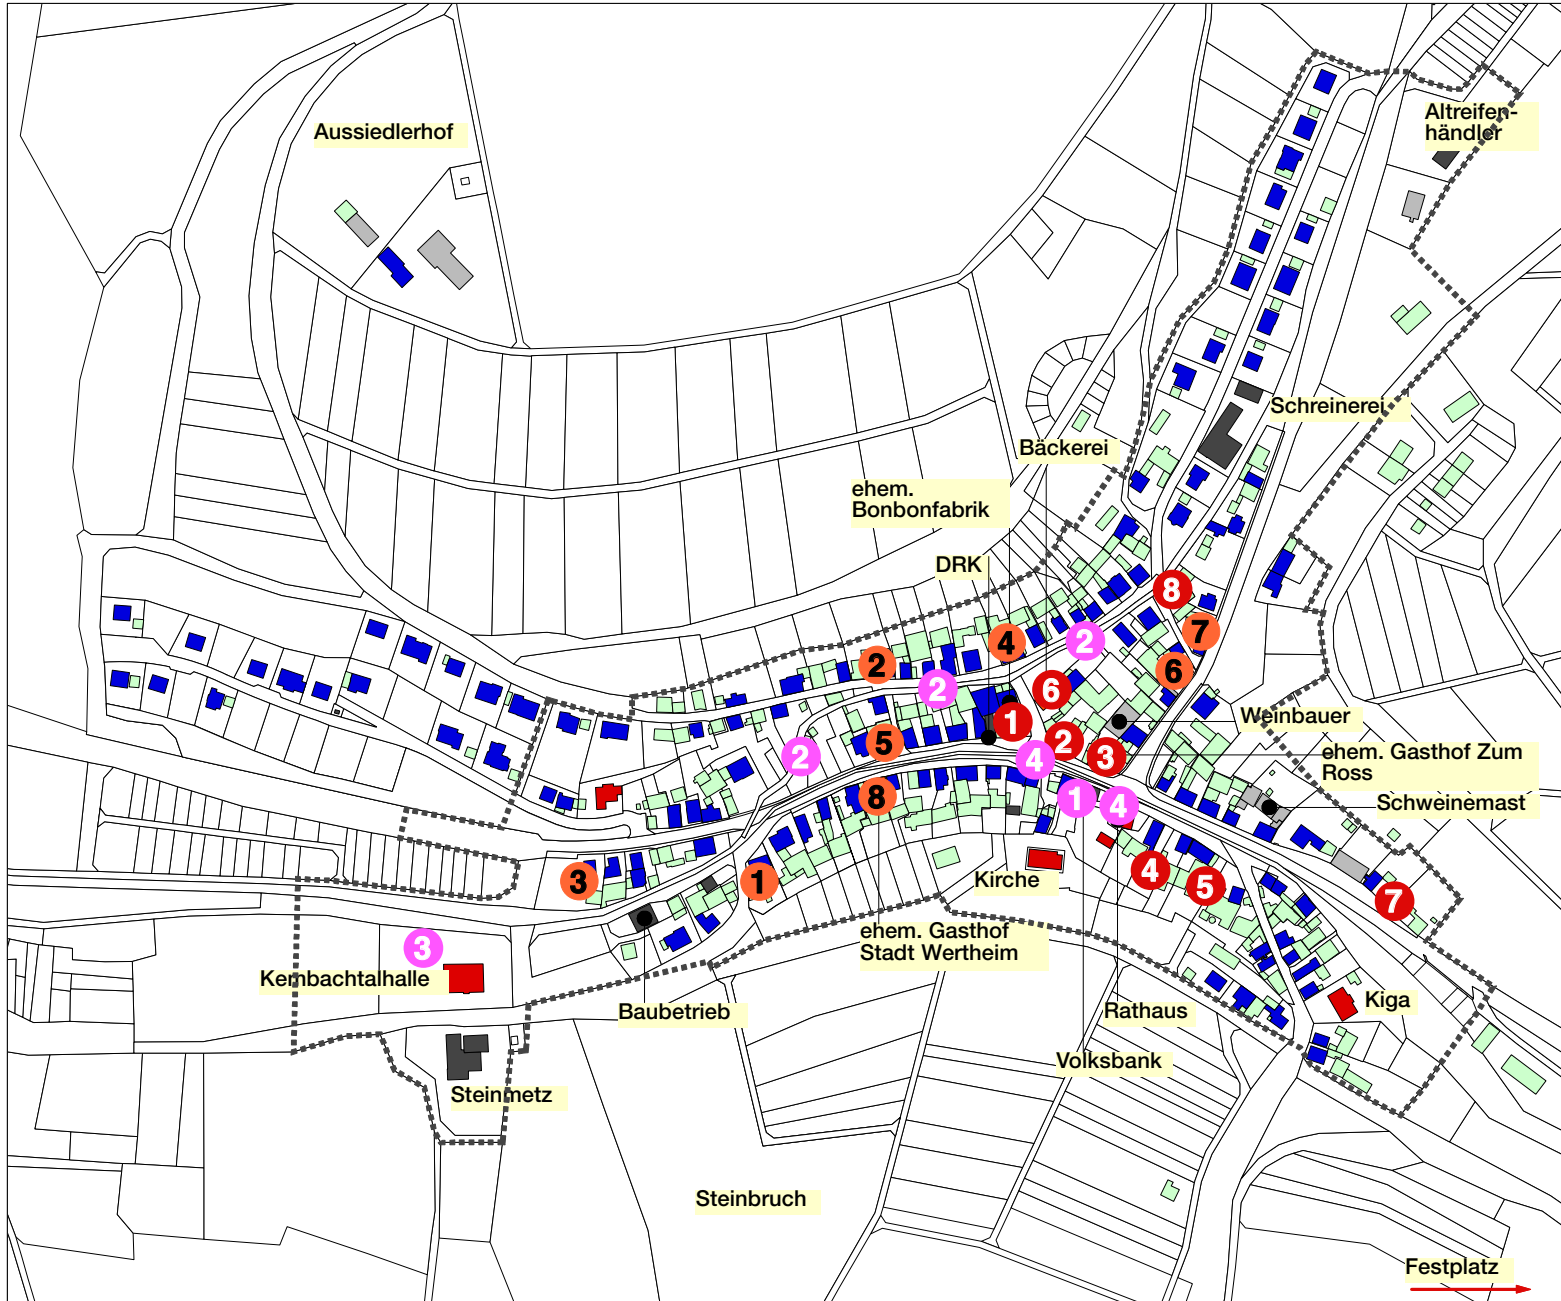 Aussiedlerhof
Altreifen-
händler
Schreinerei
Bäckerei
ehem.
Bonbonfabrik
DRK
8
7
4
2
2
6
2
6
1
Weinbauer
5
2
3
2
4
ehem. Gasthof Zum
Ross
8
1
4
Schweinemast
3
1
Kirche
4
5
7
3
ehem. Gasthof
Stadt Wertheim
Kembachtalhalle
Kiga
Baubetrieb
Rathaus
Volksbank
Steinmetz
Steinbruch
Festplatz